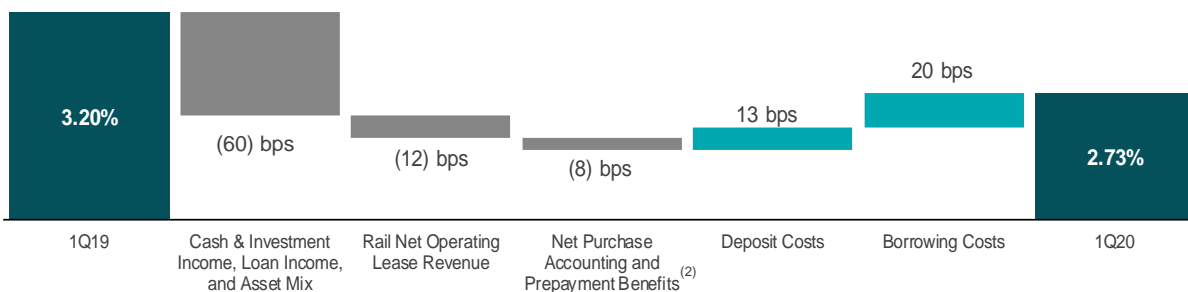 3.20%
(60) bps
(12) bps
(8) bps
13 bps
20 bps
2.73%
1Q19
Cash & Investment
Income, Loan Income,
and Asset Mix
Rail Net Operating
Lease Revenue
Net Purchase
Accounting and
Prepayment Benefits(2)
Deposit Costs
Borrowing Costs
1Q20